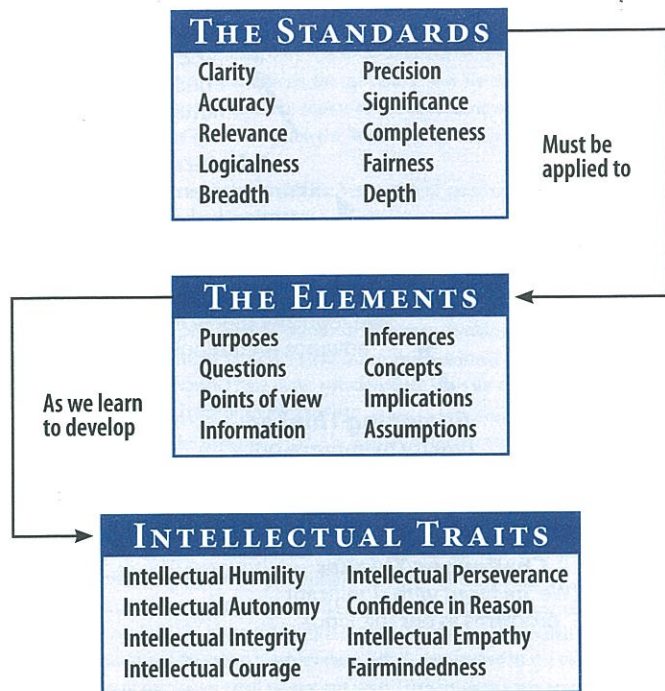 THE STANDARDS
Clarity Precision
Accuracy Significance
Relevance Completeness
Logicalness Fairness
Breadth Depth
Must be
applied to
THE ELEMENTS
Purposes Inferences
Questions Concepts
Points of view Implications
Information Assumptions
As we learn
to develop
INTELLECTUAL TRAITS
Intellectual Humility Intellectual Perseverance
Intellectual Autonomy Confidence in Reason
Intellectual Integrity Intellectual Empathy
Intellectual Courage Fairmindedness